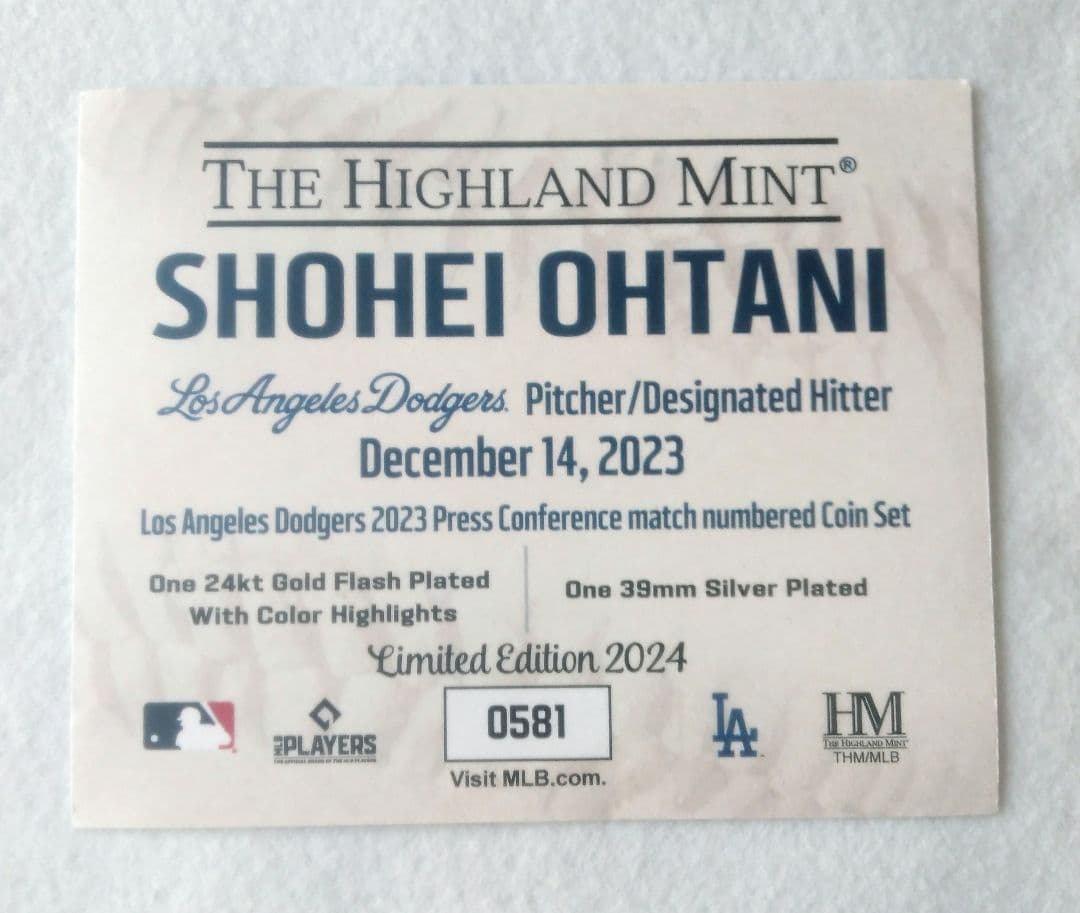 THE HIGHLAND MINT®
SHOHEI OHTANI
Los Angeles Dodgers. Pitcher/Designated Hitter
December 14, 2023
Los Angeles Dodgers 2023 Press Conference match numbered Coin Set
One 24kt Gold Flash Plated
With Color Highlights
One 39mm Silver Plated
Limited Edition 2024
PLAYERS
0581
Visit MLB.com.
LA
HM
THE HIGHLAND MINT
THM/MLB